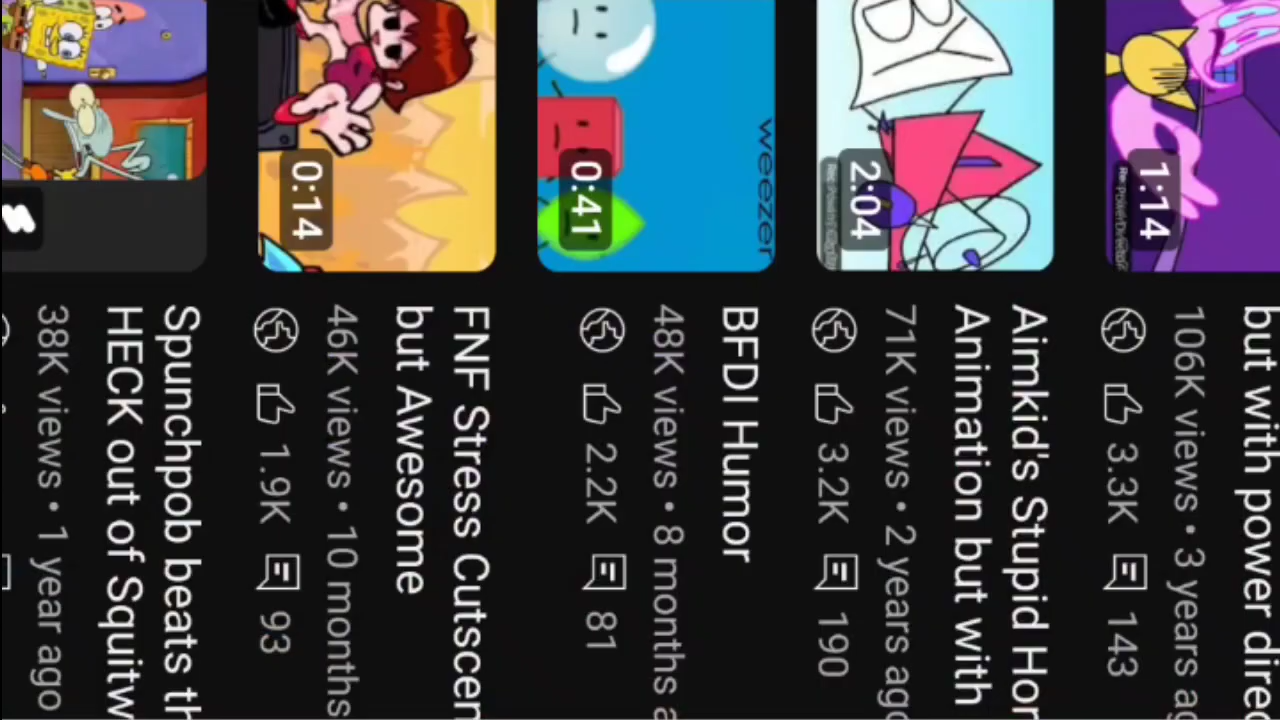 1:14
but with power direc
106K views • 3 years ag
3.3K 143
2:04
Aimkid's Stupid Hor
Animation but with
71K views • 2 years ago
3.2K 190
weezer
0:41
BFDI Humor
48K views • 8 months a
2.2K 81
0:14
FNF Stress Cutscen
but Awesome
46K views • 10 months
1.9K 93
Spunchpob beats th
HECK out of Squitw
38K views • 1 year ago